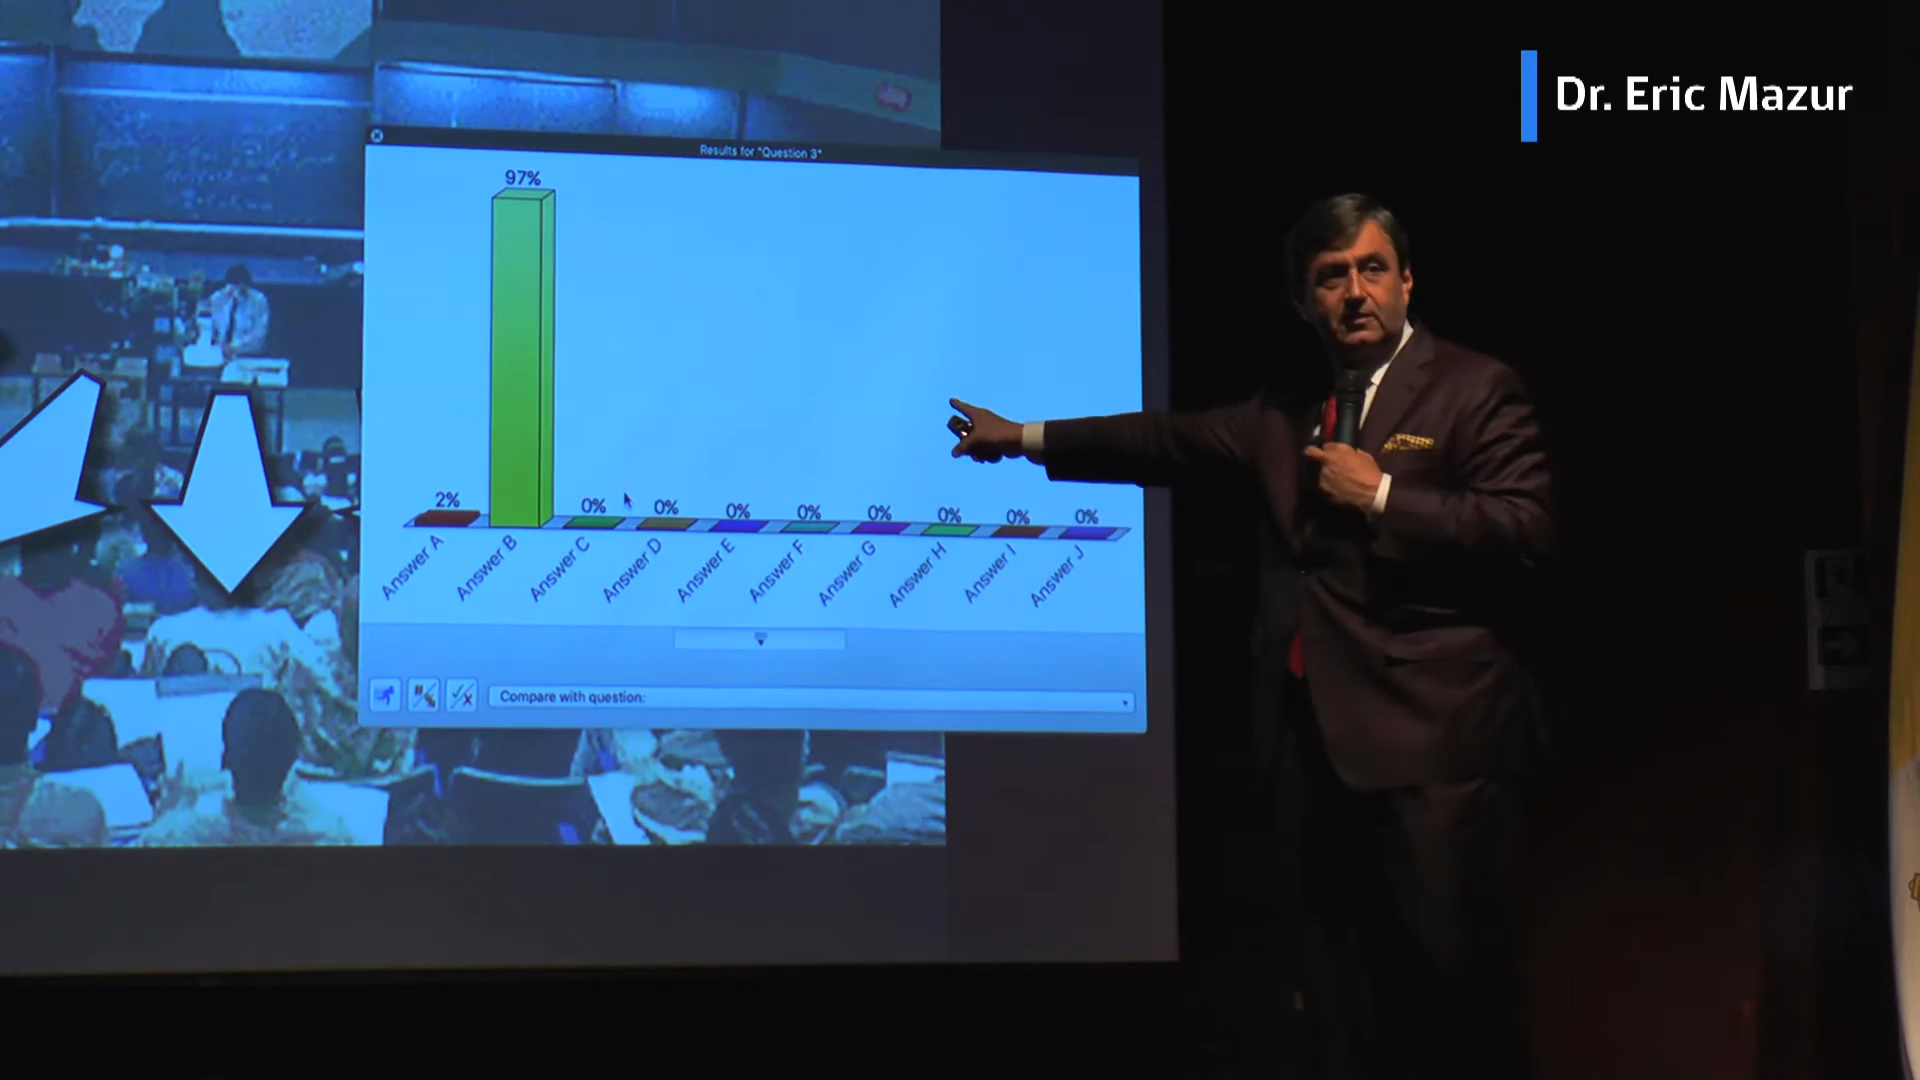 Dr. Eric Mazur
Results for "Question 3"
97%
2%
0%
0%
0%
0%
0%
0%
0%
0%
Answer A
Answer B
Answer C
Answer D
Answer E
Answer F
Answer G
Answer H
Answer I
Answer J
Compare with question: